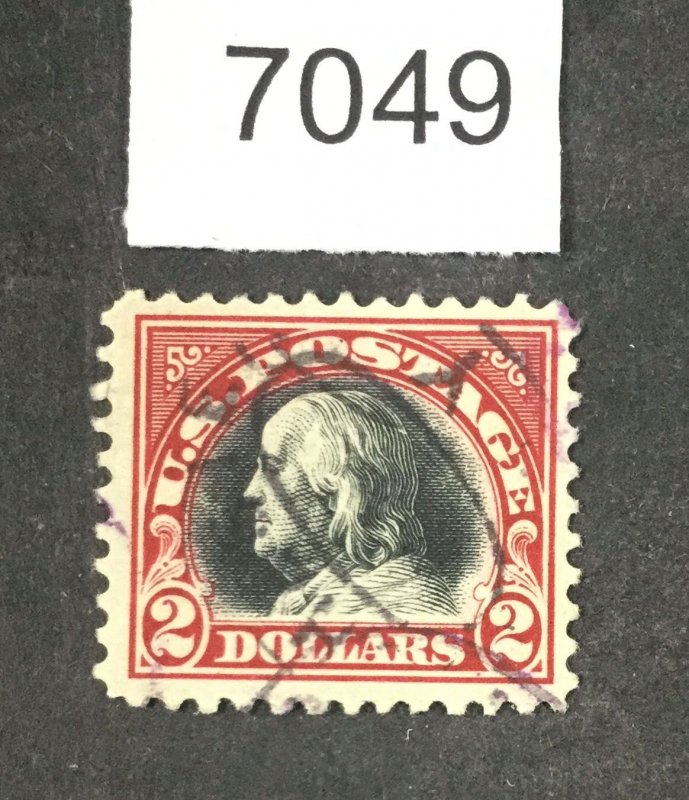 7049
U.S. POSTAGE
2 DOLLARS 2